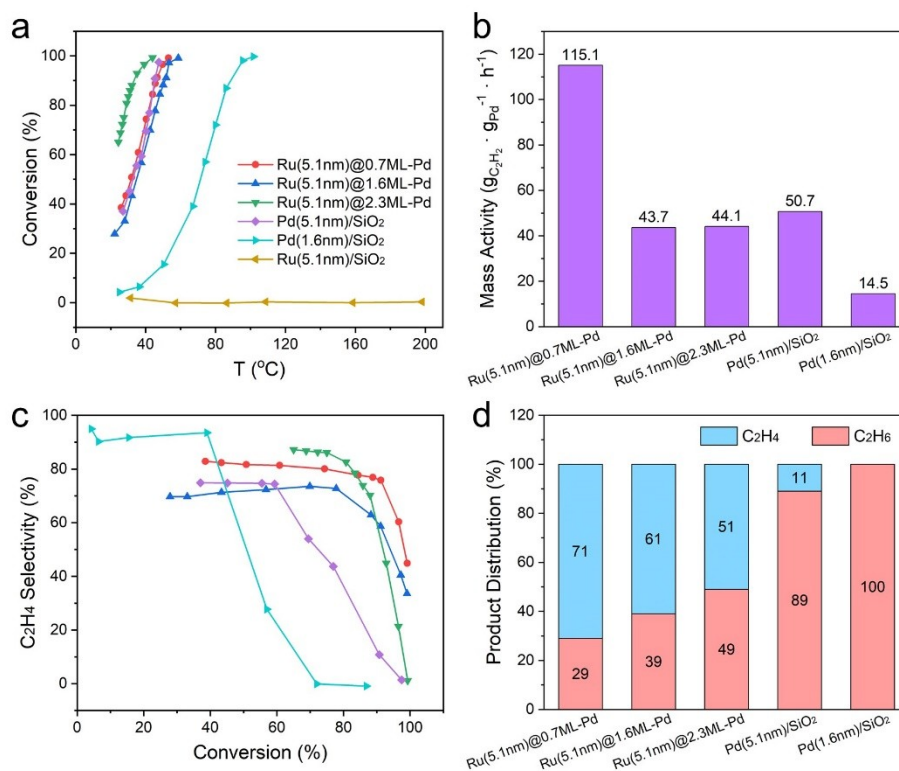 a
Conversion (%)
100
80
60
40
20
0
Ru(5.1nm)@0.7ML-Pd
Ru(5.1nm)@1.6ML-Pd
Ru(5.1nm)@2.3ML-Pd
Pd(5.1nm)/SiO₂
Pd(1.6nm)/SiO₂
Ru(5.1nm)/SiO₂
0 40 80 120 160 200
T (°C)
b
Mass Activity (g_C₂H₂ · g_Pd⁻¹ · h⁻¹)
120
100
80
60
40
20
0
115.1
43.7
44.1
50.7
14.5
Ru(5.1nm)@0.7ML-Pd
Ru(5.1nm)@1.6ML-Pd
Ru(5.1nm)@2.3ML-Pd
Pd(5.1nm)/SiO₂
Pd(1.6nm)/SiO₂
c
C₂H₄ Selectivity (%)
100
80
60
40
20
0
0 20 40 60 80 100
Conversion (%)
d
Product Distribution (%)
120
100
80
60
40
20
0
C₂H₄
C₂H₆
71
61
51
11
29
39
49
89
100
Ru(5.1nm)@0.7ML-Pd
Ru(5.1nm)@1.6ML-Pd
Ru(5.1nm)@2.3ML-Pd
Pd(5.1nm)/SiO₂
Pd(1.6nm)/SiO₂